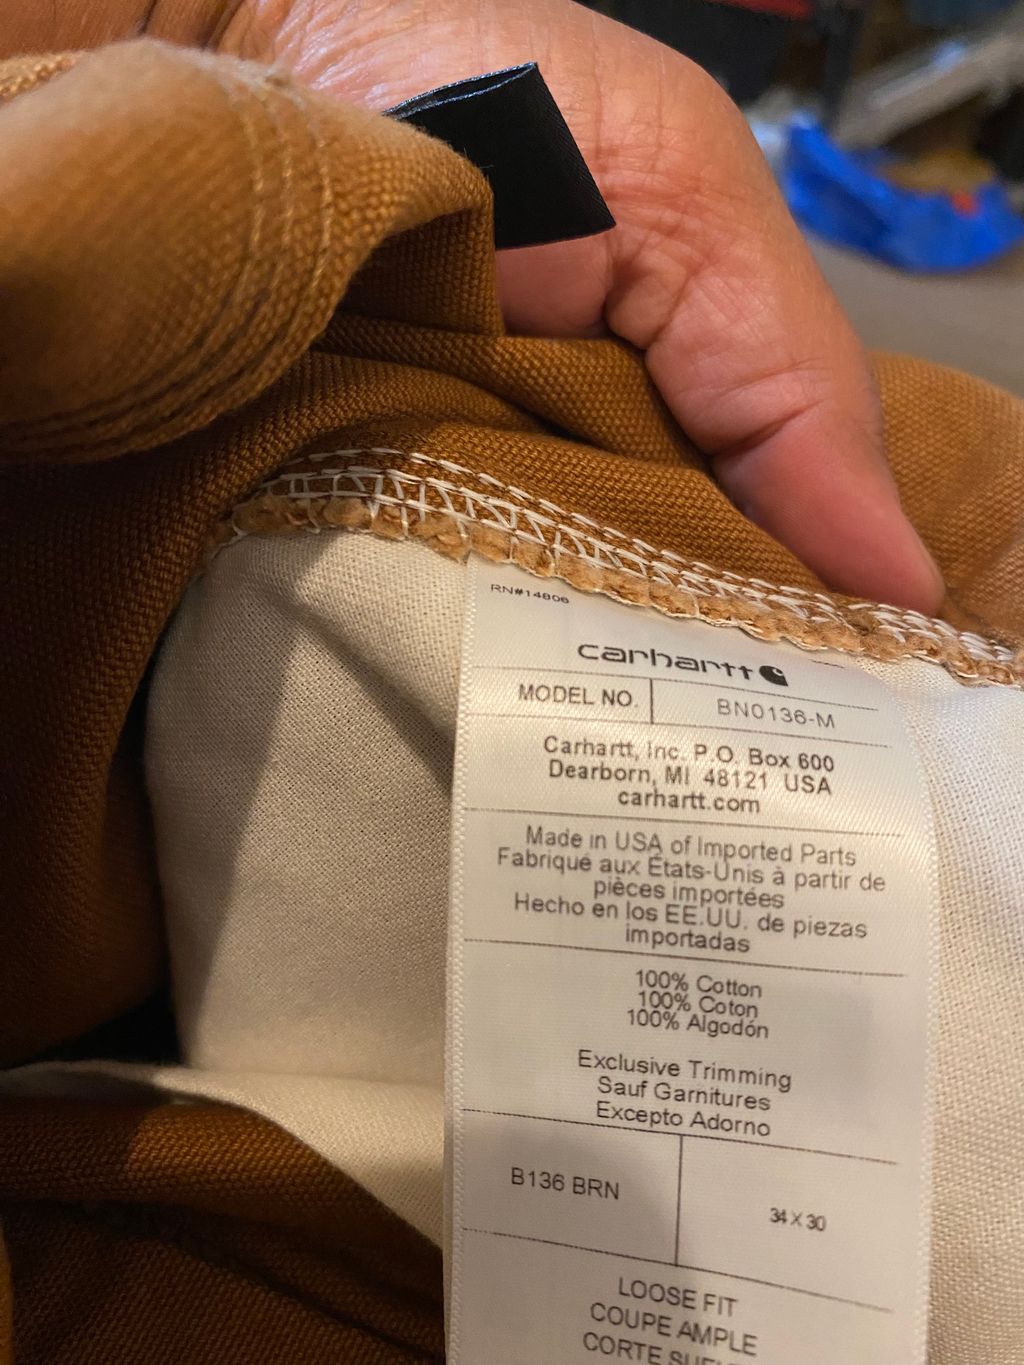 RN#14806
carhartt
MODEL NO. BN0136-M
Carhartt, Inc. P.O. Box 600
Dearborn, MI 48121 USA
carhartt.com
Made in USA of Imported Parts
Fabriqué aux États-Unis à partir de
pièces importées
Hecho en los EE.UU. de piezas
importadas
100% Cotton
100% Coton
100% Algodón
Exclusive Trimming
Sauf Garnitures
Excepto Adorno
B136 BRN 34 X 30
LOOSE FIT
COUPE AMPLE
CORTE